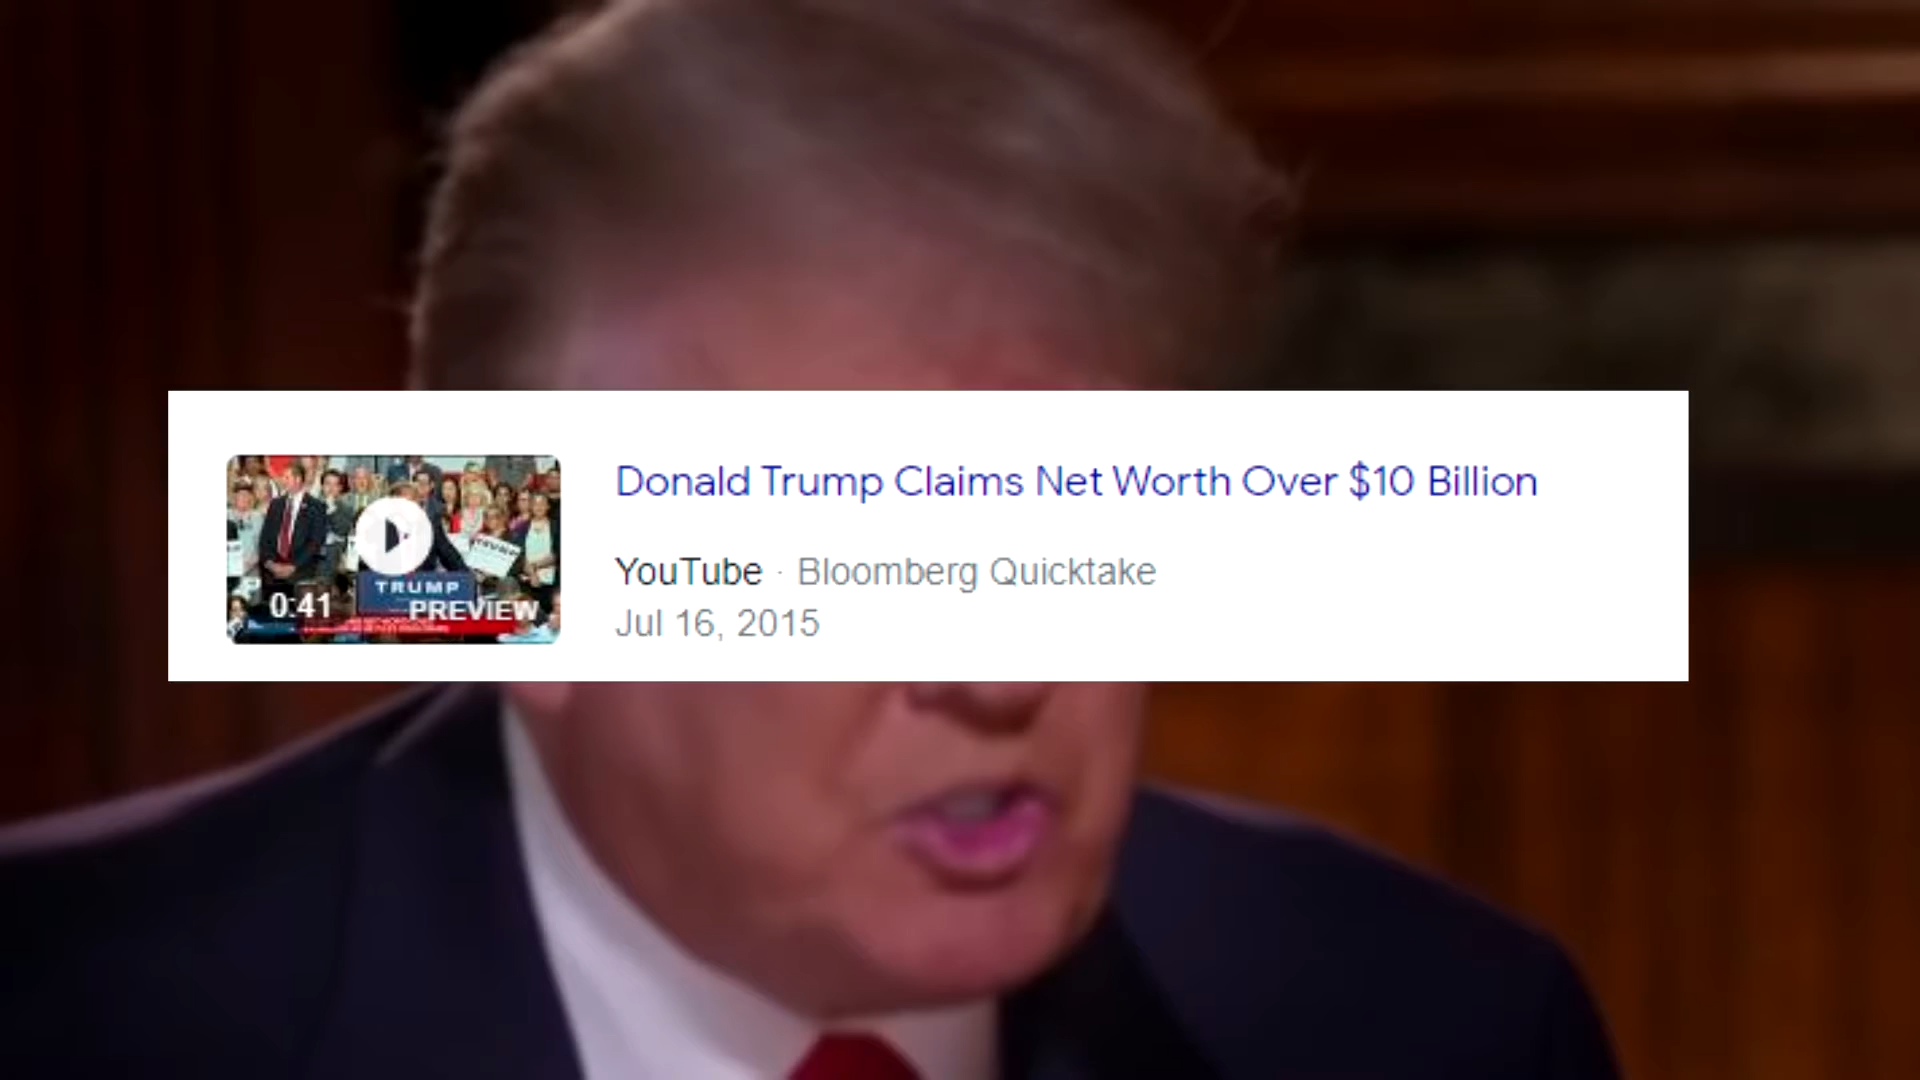 Donald Trump Claims Net Worth Over $10 Billion
YouTube · Bloomberg Quicktake
Jul 16, 2015
TRUMP
0:41
PREVIEW